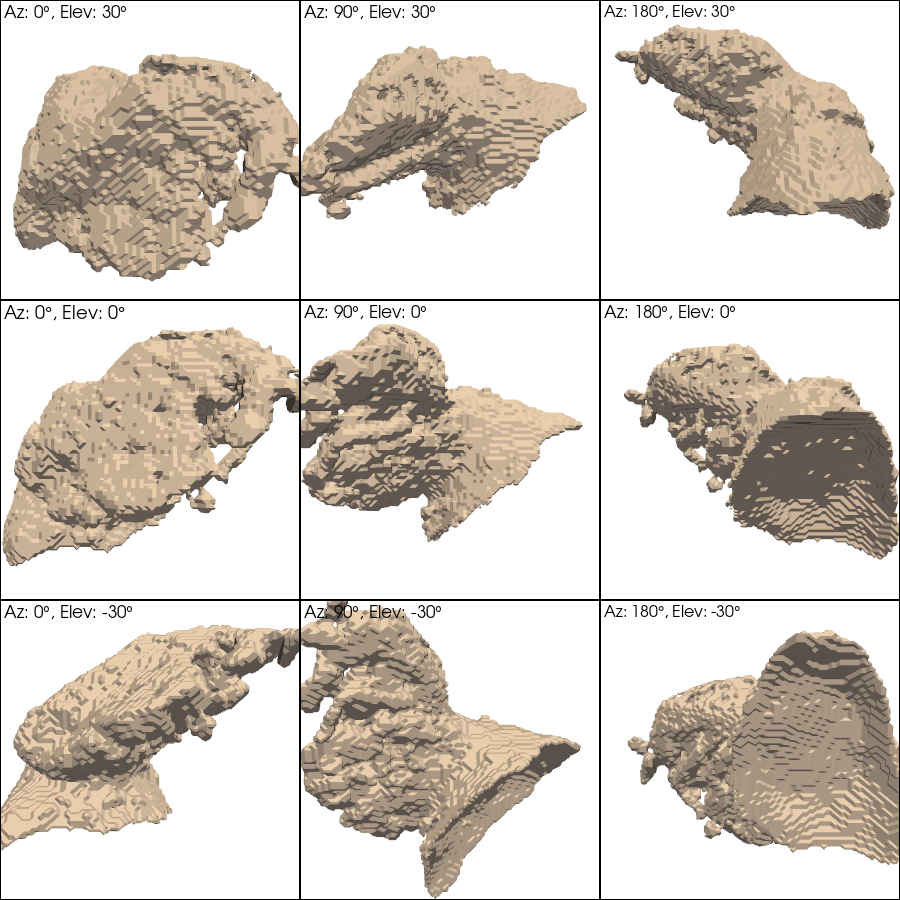 Az: 0°, Elev: 30°
Az: 90°, Elev: 30°
Az: 180°, Elev: 30°
Az: 0°, Elev: 0°
Az: 90°, Elev: 0°
Az: 180°, Elev: 0°
Az: 0°, Elev: -30°
Az: 90°, Elev: -30°
Az: 180°, Elev: -30°